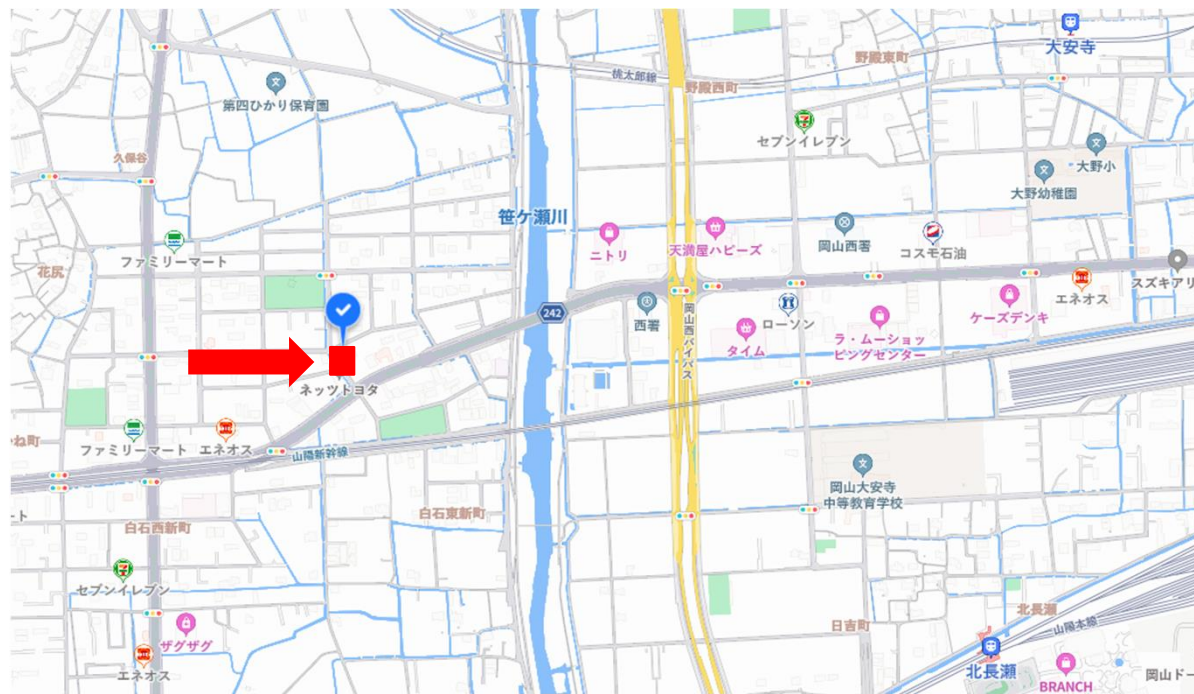 大安寺
桃太郎線
野殿東町
野殿西町
第四ひかり保育園
セブンイレブン
久保谷
大野小
大野幼稚園
笹ケ瀬川
ニトリ
天満屋ハピーズ
岡山西署
コスモ石油
ファミリーマート
花尻
スズキアリ
エネオス
242
西署
岡山西バイパス
ローソン
ケーズデンキ
タイム
ラ・ムーショッ
ピングセンター
ネッツトヨタ
ね町
ファミリーマート
エネオス
山陽新幹線
岡山大安寺
中等教育学校
ート
白石西新町
白石東新町
セブンイレブン
ザグザグ
日吉町
北長瀬
山陽本線
エネオス
北長瀬
BRANCH
岡山ドー